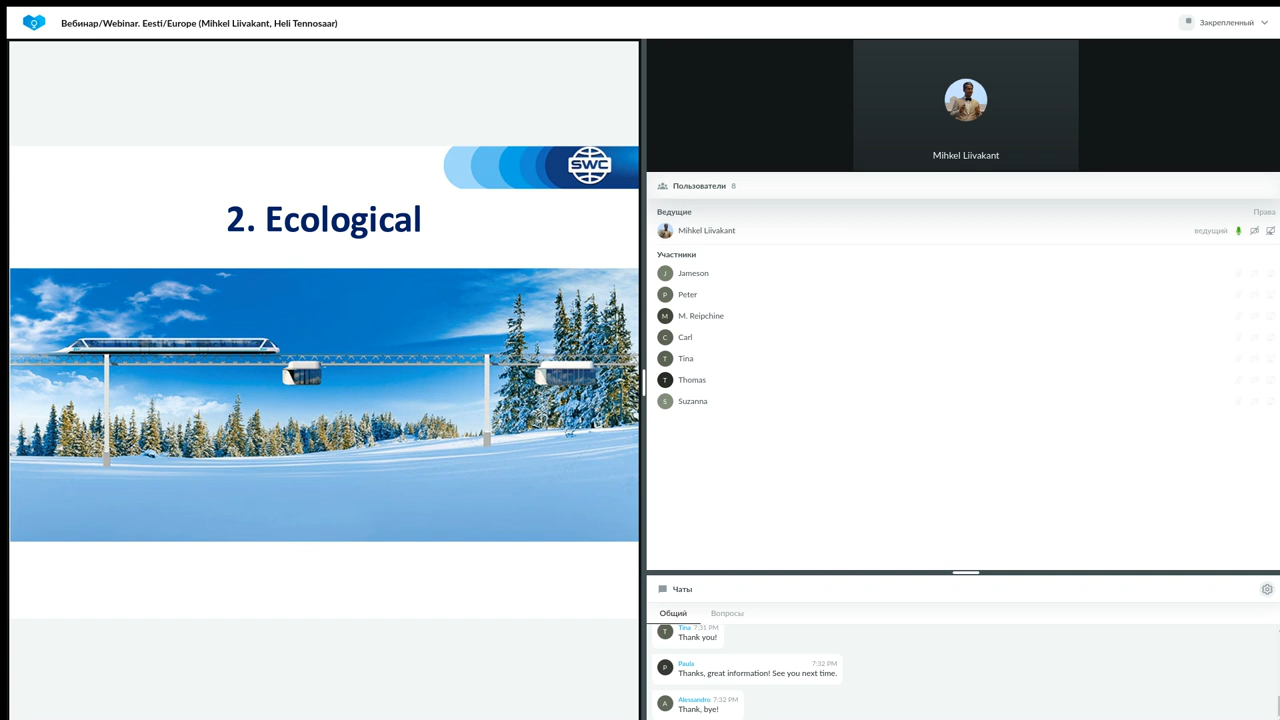 Вебинар/Webinar. Eesti/Europe (Mihkel Liivakant, Heli Tennosaar)
Закрепленный
SWC
2. Ecological
Mihkel Liivakant
Пользователи 8
Ведущие
Права
Mihkel Liivakant
ведущий
Участники
J Jameson
P Peter
M M. Reipchine
C Carl
T Tina
T Thomas
S Suzanna
Чаты
Общий
Вопросы
Tina 7:31 PM
T Thank you!
Paula 7:32 PM
P Thanks, great information! See you next time.
Alessandro 7:32 PM
A Thank, bye!